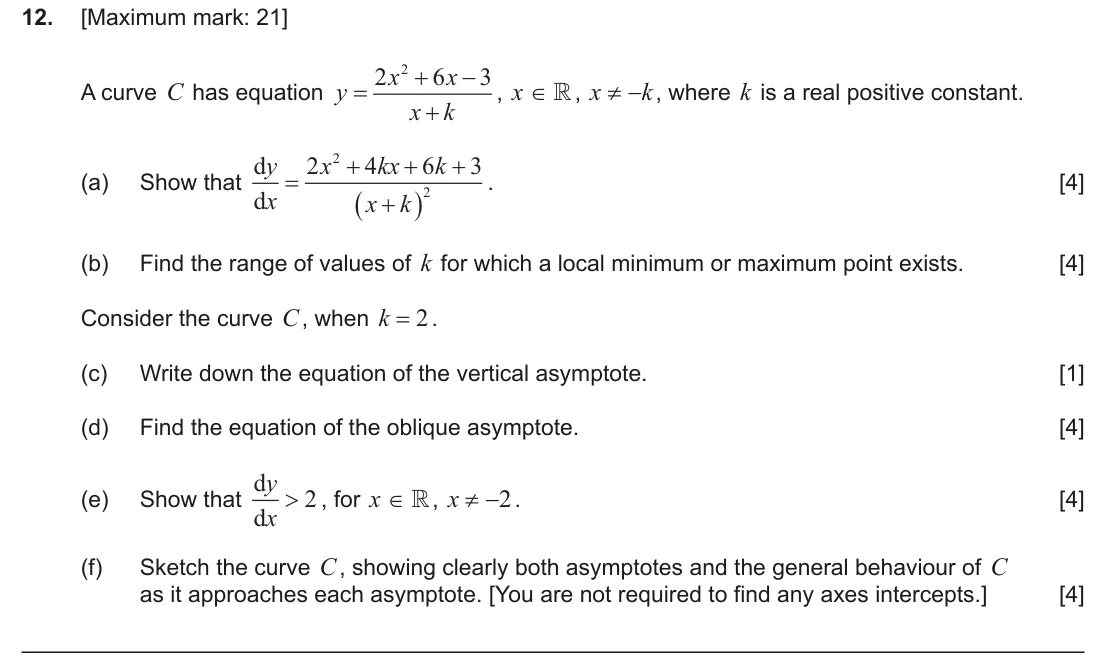 12. [Maximum mark: 21]
A curve C has equation y = (2x² + 6x − 3)/(x + k), x ∈ ℝ, x ≠ −k, where k is a real positive constant.
(a) Show that dy/dx = (2x² + 4kx + 6k + 3)/(x + k)². [4]
(b) Find the range of values of k for which a local minimum or maximum point exists. [4]
Consider the curve C, when k = 2.
(c) Write down the equation of the vertical asymptote. [1]
(d) Find the equation of the oblique asymptote. [4]
(e) Show that dy/dx > 2, for x ∈ ℝ, x ≠ −2. [4]
(f) Sketch the curve C, showing clearly both asymptotes and the general behaviour of C
as it approaches each asymptote. [You are not required to find any axes intercepts.] [4]